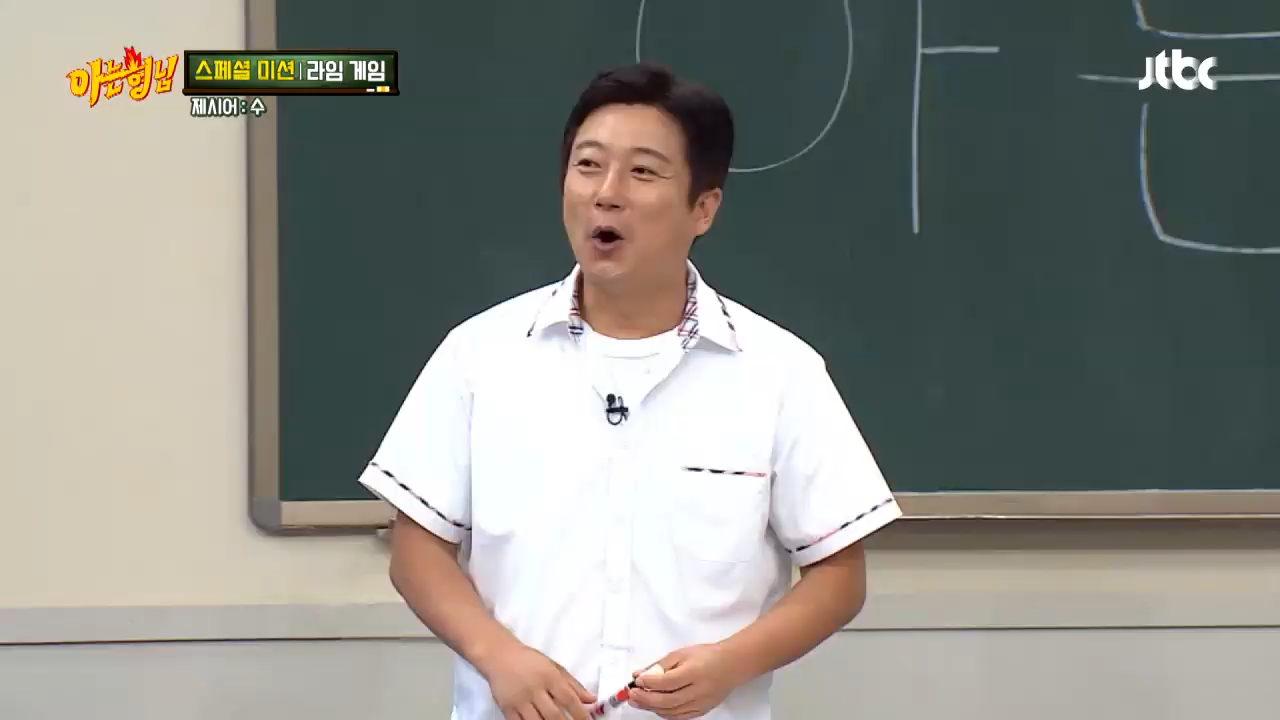 아는형님
스페셜 미션 | 라임 게임
jtbc
제시어 : 수